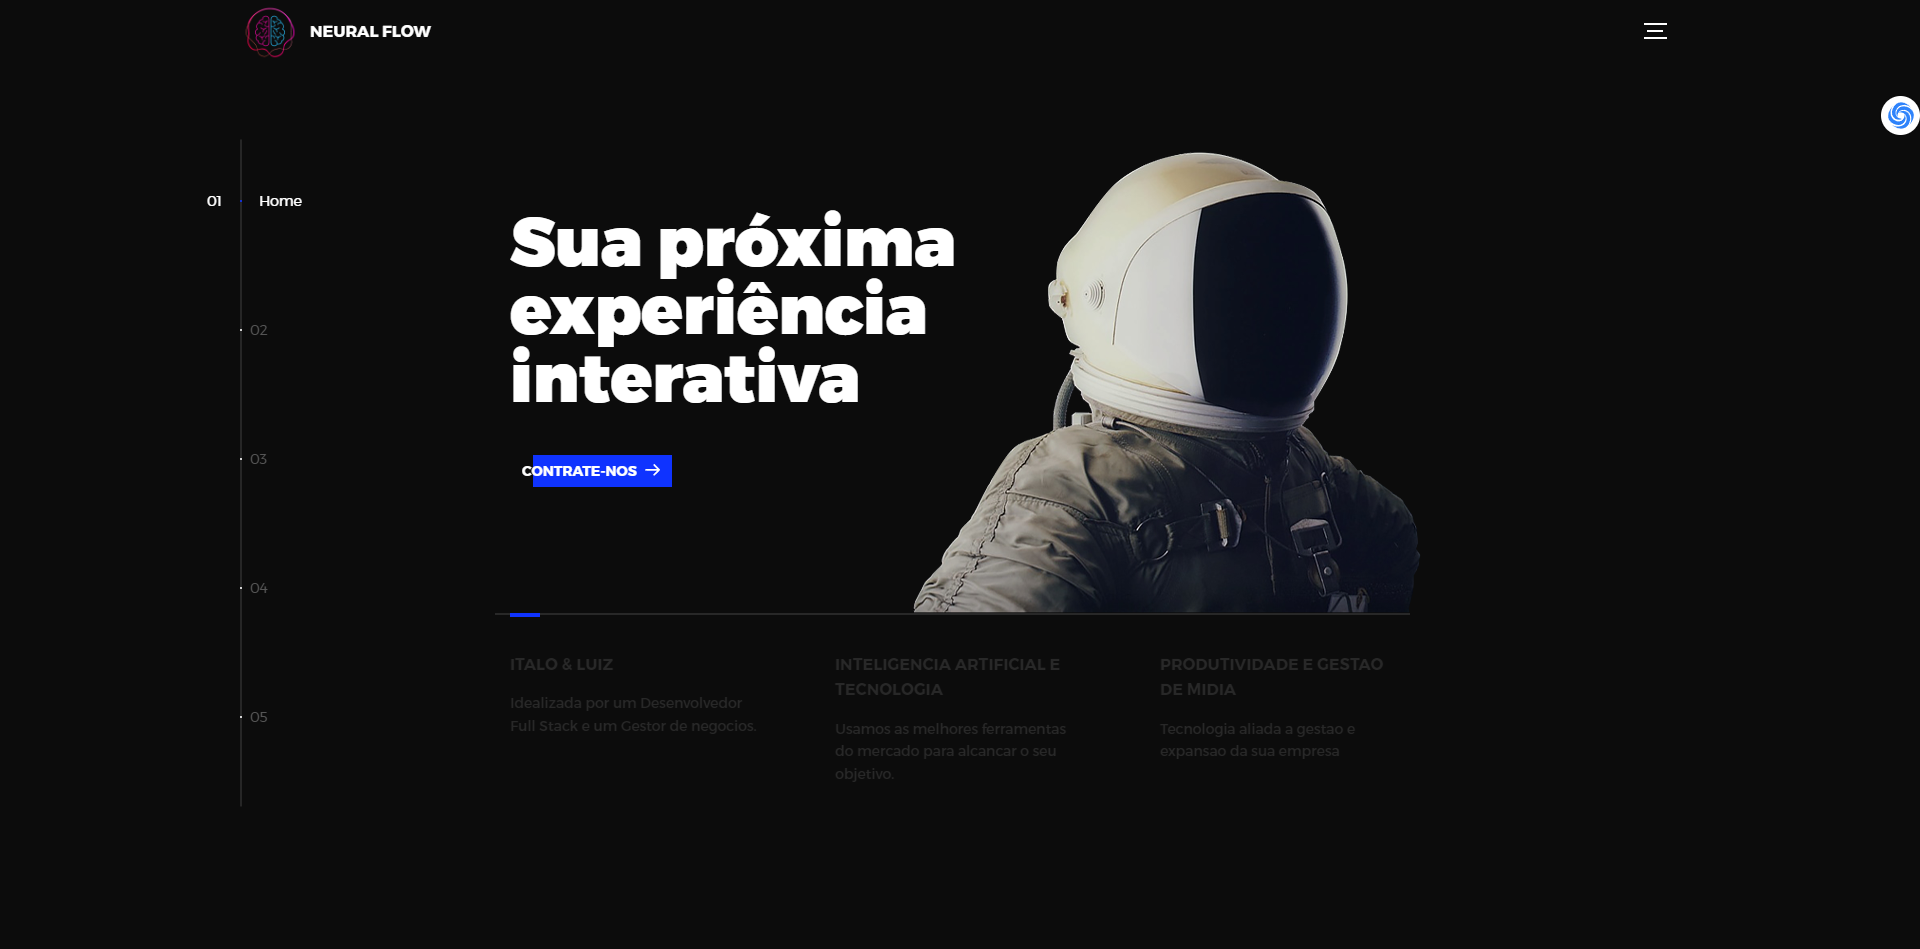 NEURAL FLOW
01 Home
Sua próxima
experiência
interativa
02
CONTRATE-NOS
03
04
ITALO & LUIZ
Idealizada por um Desenvolvedor
Full Stack e um Gestor de negocios.
INTELIGENCIA ARTIFICIAL E
TECNOLOGIA
Usamos as melhores ferramentas
do mercado para alcancar o seu
objetivo.
PRODUTIVIDADE E GESTAO
DE MIDIA
Tecnologia aliada a gestao e
expansao da sua empresa
05